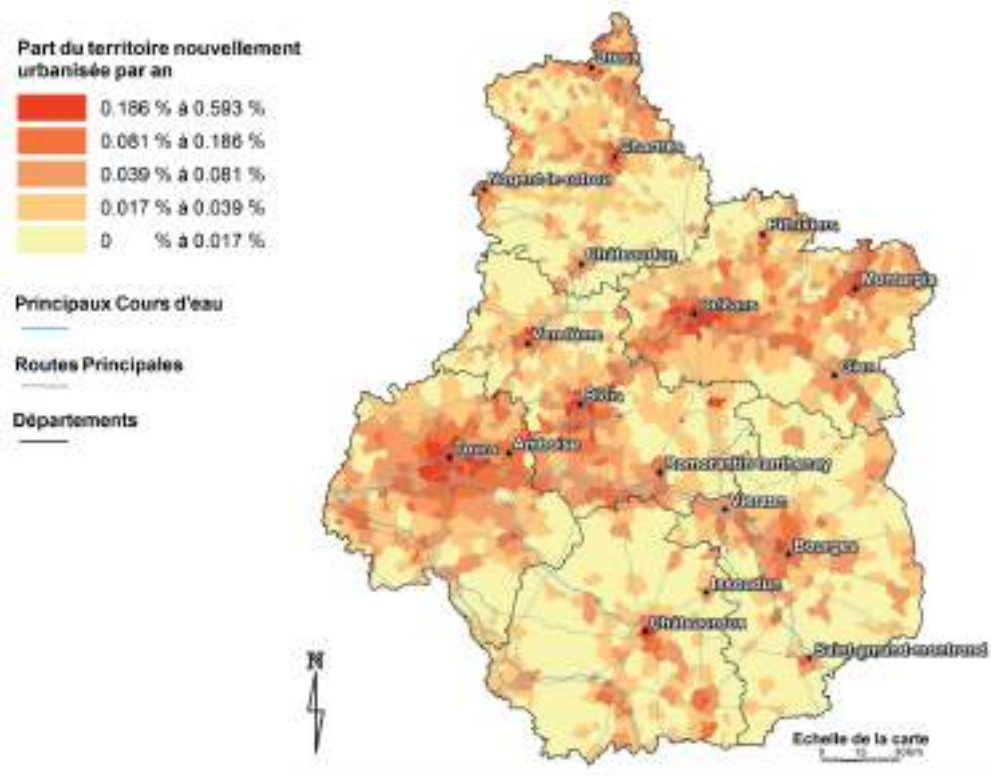 Part du territoire nouvellement
urbanisée par an
0.186 % à 0.593 %
0.081 % à 0.186 %
0.039 % à 0.081 %
0.017 % à 0.039 %
0 % à 0.017 %
Principaux Cours d'eau
Routes Principales
Départements
Dreux
Chartres
Nogent-le-rotrou
Pithiviers
Châteaudun
Montargis
Orléans
Vendôme
Gien
Blois
Tours
Amboise
Romorantin-lanthenay
Vierzon
Bourges
Issoudun
Châteauroux
Saint-amand-montrond
N
Echelle de la carte
0